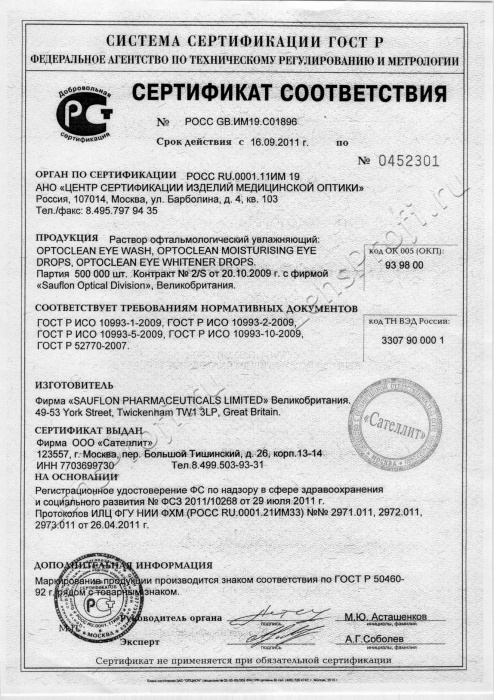 СИСТЕМА СЕРТИФИКАЦИИ ГОСТ Р
ФЕДЕРАЛЬНОЕ АГЕНТСТВО ПО ТЕХНИЧЕСКОМУ РЕГУЛИРОВАНИЮ И МЕТРОЛОГИИ
Добровольная
сертификация
СЕРТИФИКАТ СООТВЕТСТВИЯ
№ РОСС GB.ИМ19.С01896
Срок действия с 16.09.2011 г. по
№ 0452301
ОРГАН ПО СЕРТИФИКАЦИИ РОСС RU.0001.11ИМ 19
АНО «ЦЕНТР СЕРТИФИКАЦИИ ИЗДЕЛИЙ МЕДИЦИНСКОЙ ОПТИКИ»
Россия, 107014, Москва, ул. Барболина, д. 4, кв. 103
Тел./факс: 8.495.797 94 35
ПРОДУКЦИЯ Раствор офтальмологический увлажняющий:
OPTOCLEAN EYE WASH, OPTOCLEAN MOISTURISING EYE
DROPS, OPTOCLEAN EYE WHITENER DROPS.
Партия 500 000 шт. Контракт № 2/S от 20.10.2009 г. с фирмой
«Sauflon Optical Division», Великобритания.
код ОК 005 (ОКП):
93 98 00
СООТВЕТСТВУЕТ ТРЕБОВАНИЯМ НОРМАТИВНЫХ ДОКУМЕНТОВ
ГОСТ Р ИСО 10993-1-2009, ГОСТ Р ИСО 10993-2-2009,
ГОСТ Р ИСО 10993-5-2009, ГОСТ Р ИСО 10993-10-2009,
ГОСТ Р 52770-2007.
код ТН ВЭД России:
3307 90 000 1
ИЗГОТОВИТЕЛЬ
Фирма «SAUFLON PHARMACEUTICALS LIMITED» Великобритания.
49-53 York Street, Twickenham TW1 3LP, Great Britain.
«Сателлит»
МОСКВА
СЕРТИФИКАТ ВЫДАН
Фирма ООО «Сателлит»
123557, г. Москва, пер. Большой Тишинский, д. 26, корп.13-14
ИНН 7703699730 Тел.8.499.503-93-31
НА ОСНОВАНИИ
Регистрационное удостоверение ФС по надзору в сфере здравоохранения
и социального развития № ФСЗ 2011/10268 от 29 июля 2011 г.
Протоколов ИЛЦ ФГУ НИИ ФХМ (РОСС RU.0001.21ИМ33) №№ 2971.011, 2972.011,
2973.011 от 26.04.2011 г.
ДОПОЛНИТЕЛЬНАЯ ИНФОРМАЦИЯ
Маркирование продукции производится знаком соответствия по ГОСТ Р 50460-
92 г. рядом с товарным знаком.
Руководитель органа
подпись
М.Ю. Асташенков
инициалы, фамилия
Эксперт
подпись
А.Г.Соболев
инициалы, фамилия
Сертификат не применяется при обязательной сертификации